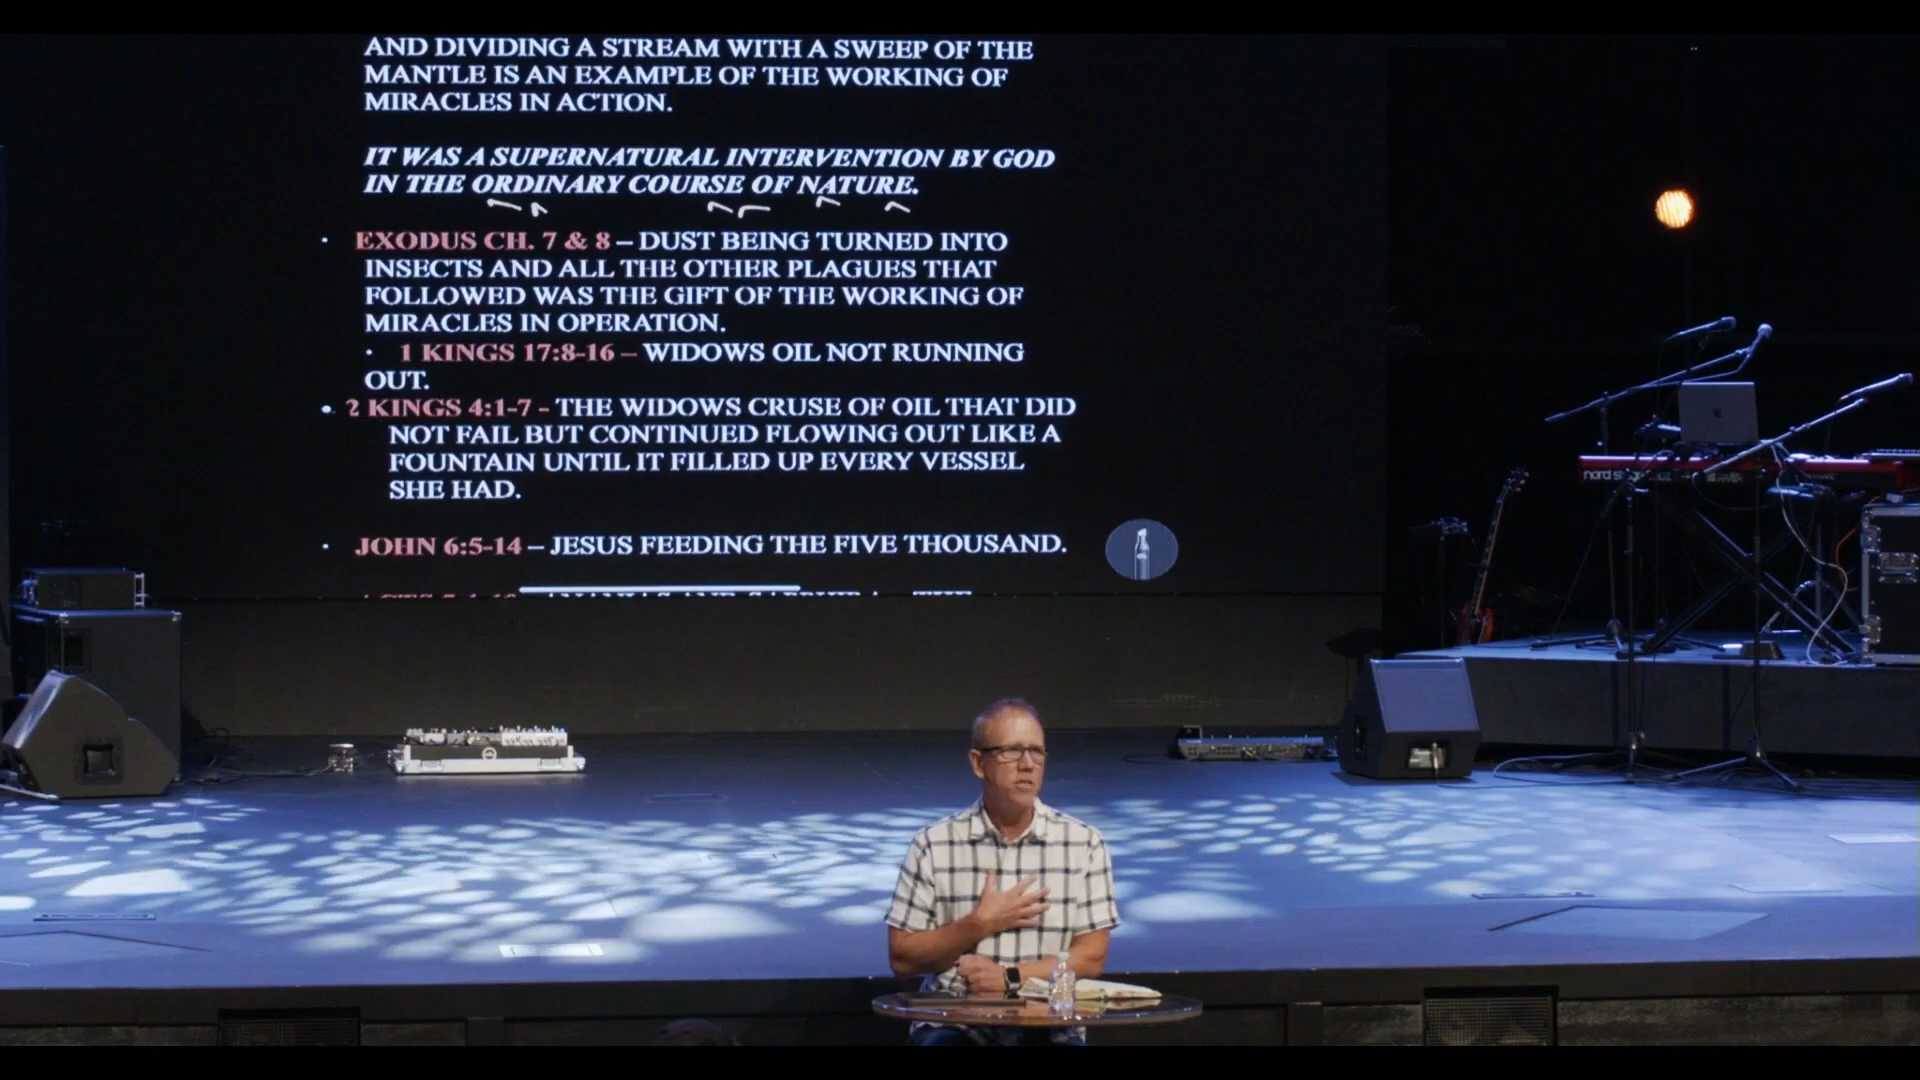 AND DIVIDING A STREAM WITH A SWEEP OF THE
MANTLE IS AN EXAMPLE OF THE WORKING OF
MIRACLES IN ACTION.
IT WAS A SUPERNATURAL INTERVENTION BY GOD
IN THE ORDINARY COURSE OF NATURE.
• EXODUS CH. 7 & 8 – DUST BEING TURNED INTO
INSECTS AND ALL THE OTHER PLAGUES THAT
FOLLOWED WAS THE GIFT OF THE WORKING OF
MIRACLES IN OPERATION.
• 1 KINGS 17:8-16 – WIDOWS OIL NOT RUNNING
OUT.
• 2 KINGS 4:1-7 - THE WIDOWS CRUSE OF OIL THAT DID
NOT FAIL BUT CONTINUED FLOWING OUT LIKE A
FOUNTAIN UNTIL IT FILLED UP EVERY VESSEL
SHE HAD.
• JOHN 6:5-14 – JESUS FEEDING THE FIVE THOUSAND.
nord